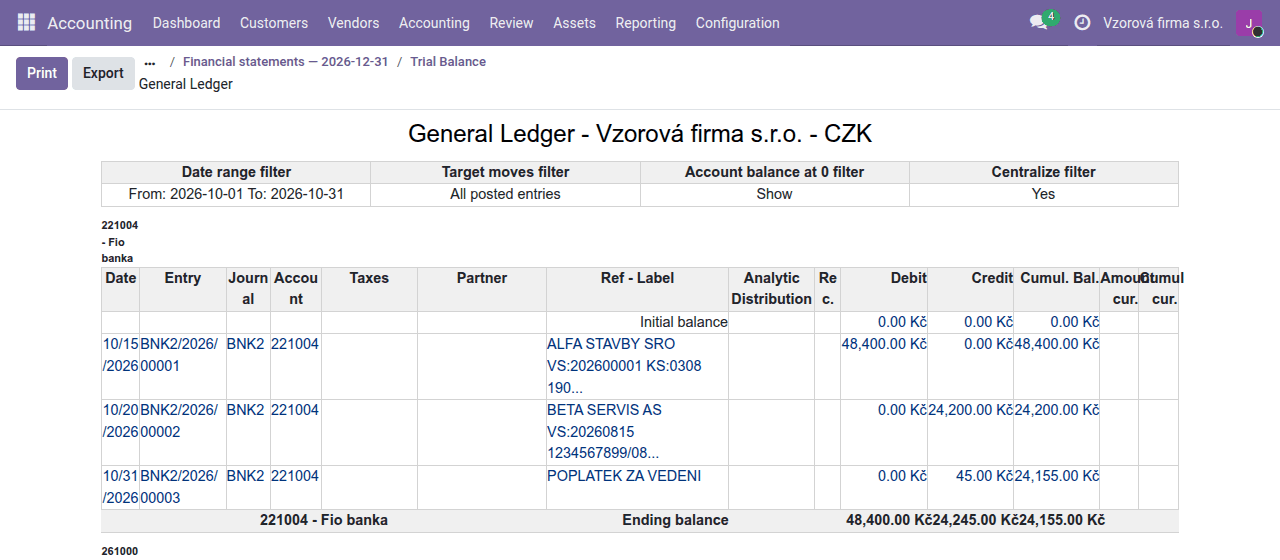 Accounting Dashboard Customers Vendors Accounting Review Assets Reporting Configuration 4 Vzorová firma s.r.o. J
Print Export ... / Financial statements — 2026-12-31 / Trial Balance
General Ledger
General Ledger - Vzorová firma s.r.o. - CZK
Date range filter Target moves filter Account balance at 0 filter Centralize filter
From: 2026-10-01 To: 2026-10-31 All posted entries Show Yes
221004
- Fio
banka
Date Entry Journ Accou Taxes Partner Ref - Label Analytic Re Debit Credit Cumul. Bal. Amount Cumul
al nt Distribution c. cur. cur.
Initial balance 0.00 Kč 0.00 Kč 0.00 Kč
10/15 BNK2/2026/ BNK2 221004 ALFA STAVBY SRO 48,400.00 Kč 0.00 Kč 48,400.00 Kč
/2026 00001 VS:202600001 KS:0308
190...
10/20 BNK2/2026/ BNK2 221004 BETA SERVIS AS 0.00 Kč 24,200.00 Kč 24,200.00 Kč
/2026 00002 VS:20260815
1234567899/08...
10/31 BNK2/2026/ BNK2 221004 POPLATEK ZA VEDENI 0.00 Kč 45.00 Kč 24,155.00 Kč
/2026 00003
221004 - Fio banka Ending balance 48,400.00 Kč 24,245.00 Kč 24,155.00 Kč
261000